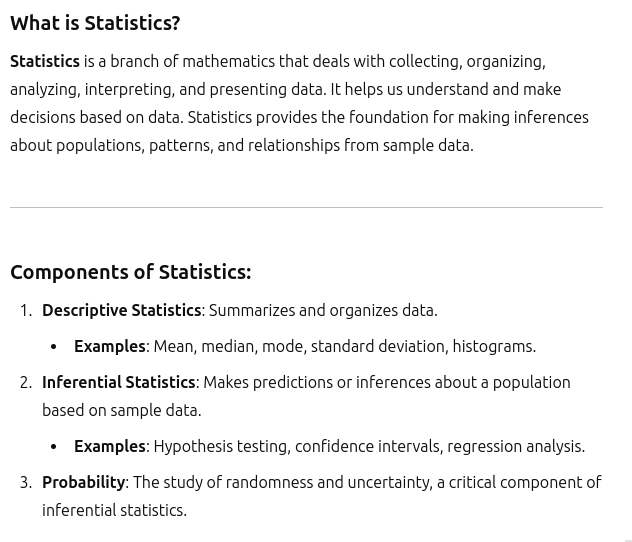 What is Statistics?
Statistics is a branch of mathematics that deals with collecting, organizing,
analyzing, interpreting, and presenting data. It helps us understand and make
decisions based on data. Statistics provides the foundation for making inferences
about populations, patterns, and relationships from sample data.
Components of Statistics:
1. Descriptive Statistics: Summarizes and organizes data.
• Examples: Mean, median, mode, standard deviation, histograms.
2. Inferential Statistics: Makes predictions or inferences about a population
based on sample data.
• Examples: Hypothesis testing, confidence intervals, regression analysis.
3. Probability: The study of randomness and uncertainty, a critical component of
inferential statistics.